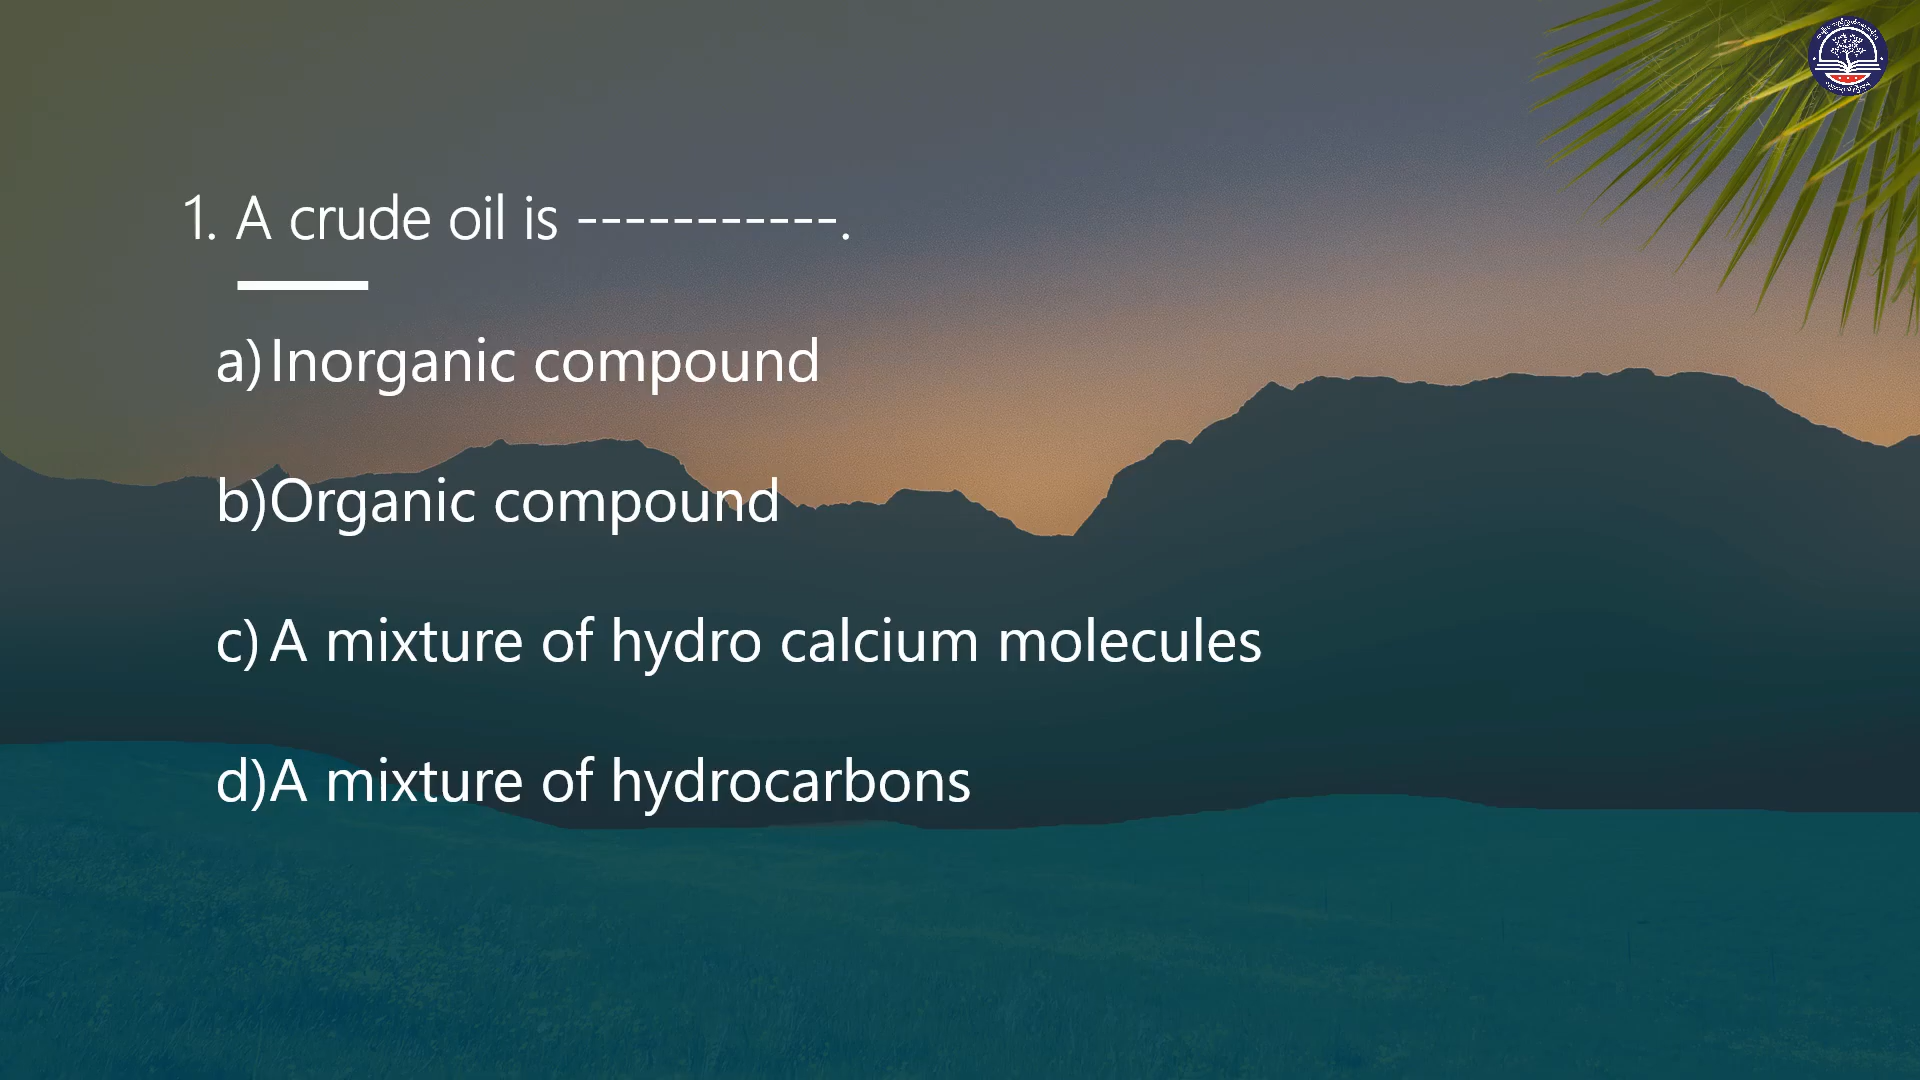 1. A crude oil is -----------.
a) Inorganic compound
b) Organic compound
c) A mixture of hydro calcium molecules
d) A mixture of hydrocarbons